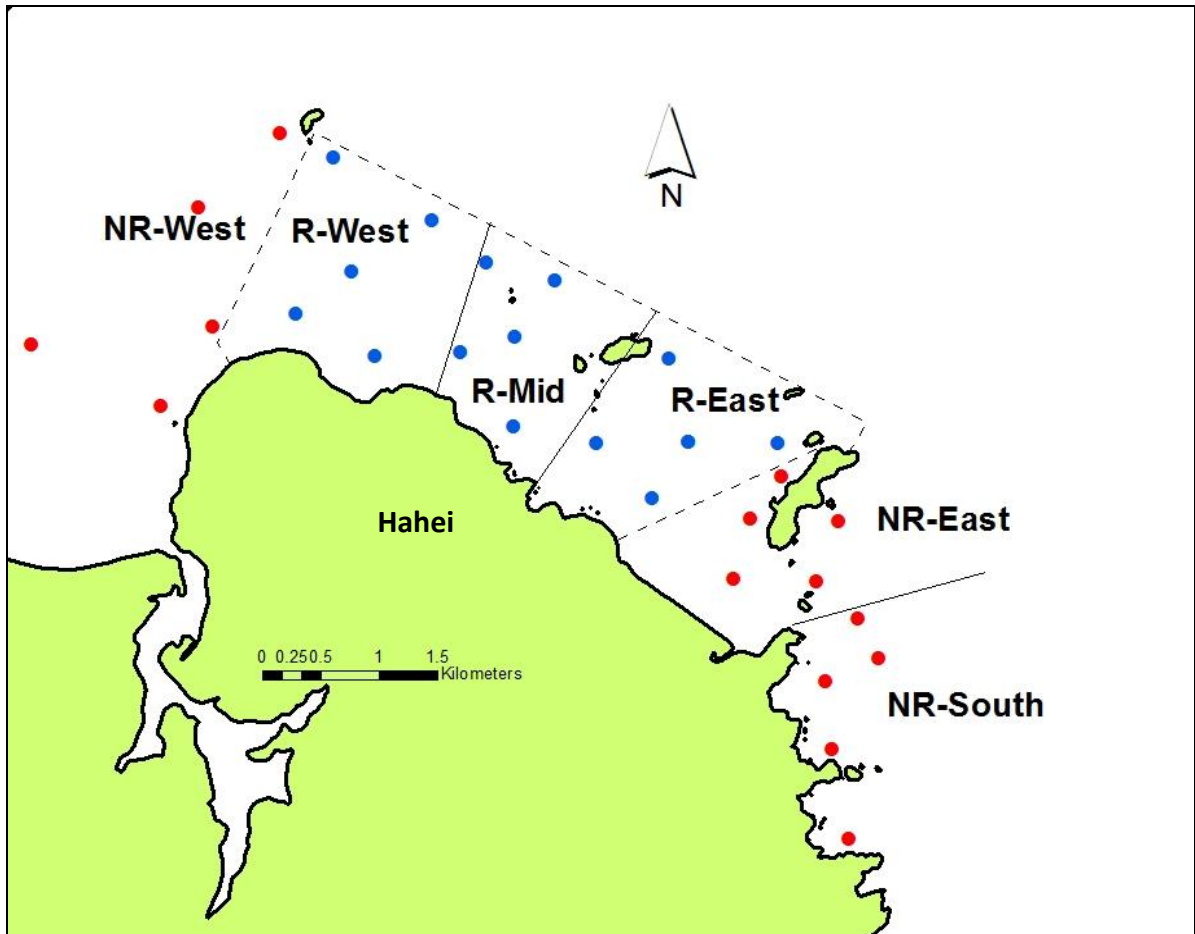 N
NR-West
R-West
R-Mid
R-East
Hahei
NR-East
0 0.250.5 1 1.5
Kilometers
NR-South